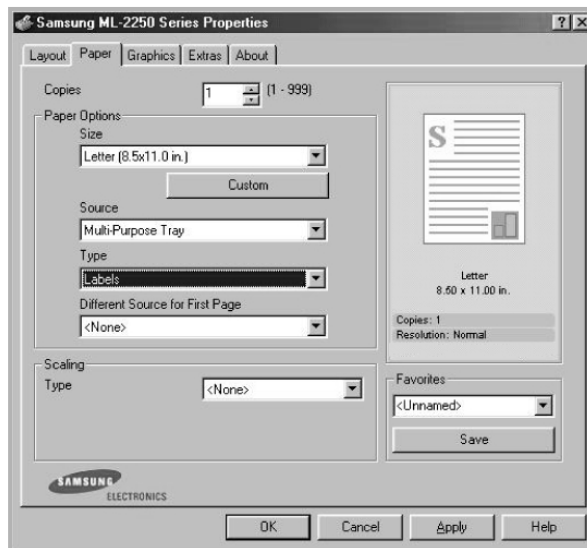 Samsung ML-2250 Series Properties
Layout Paper Graphics Extras About
Copies 1 (1 - 999)
Paper Options
Size
Letter (8.5x11.0 in.)
Custom
Source
Multi-Purpose Tray
Type
Labels
Different Source for First Page
<None>
Scaling
Type <None>
S
Letter
8.50 x 11.00 in.
Copies: 1
Resolution: Normal
Favorites
<Unnamed>
Save
SAMSUNG
ELECTRONICS
OK Cancel Apply Help